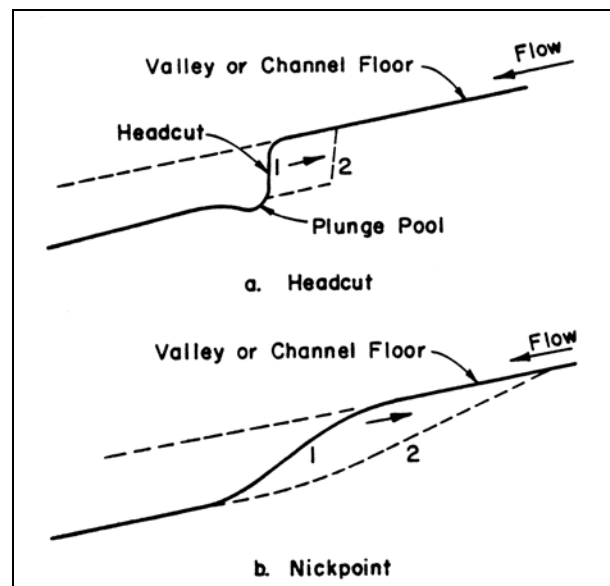 Flow
Valley or Channel Floor
Headcut
1
2
Plunge Pool
a. Headcut
Flow
Valley or Channel Floor
1
2
b. Nickpoint